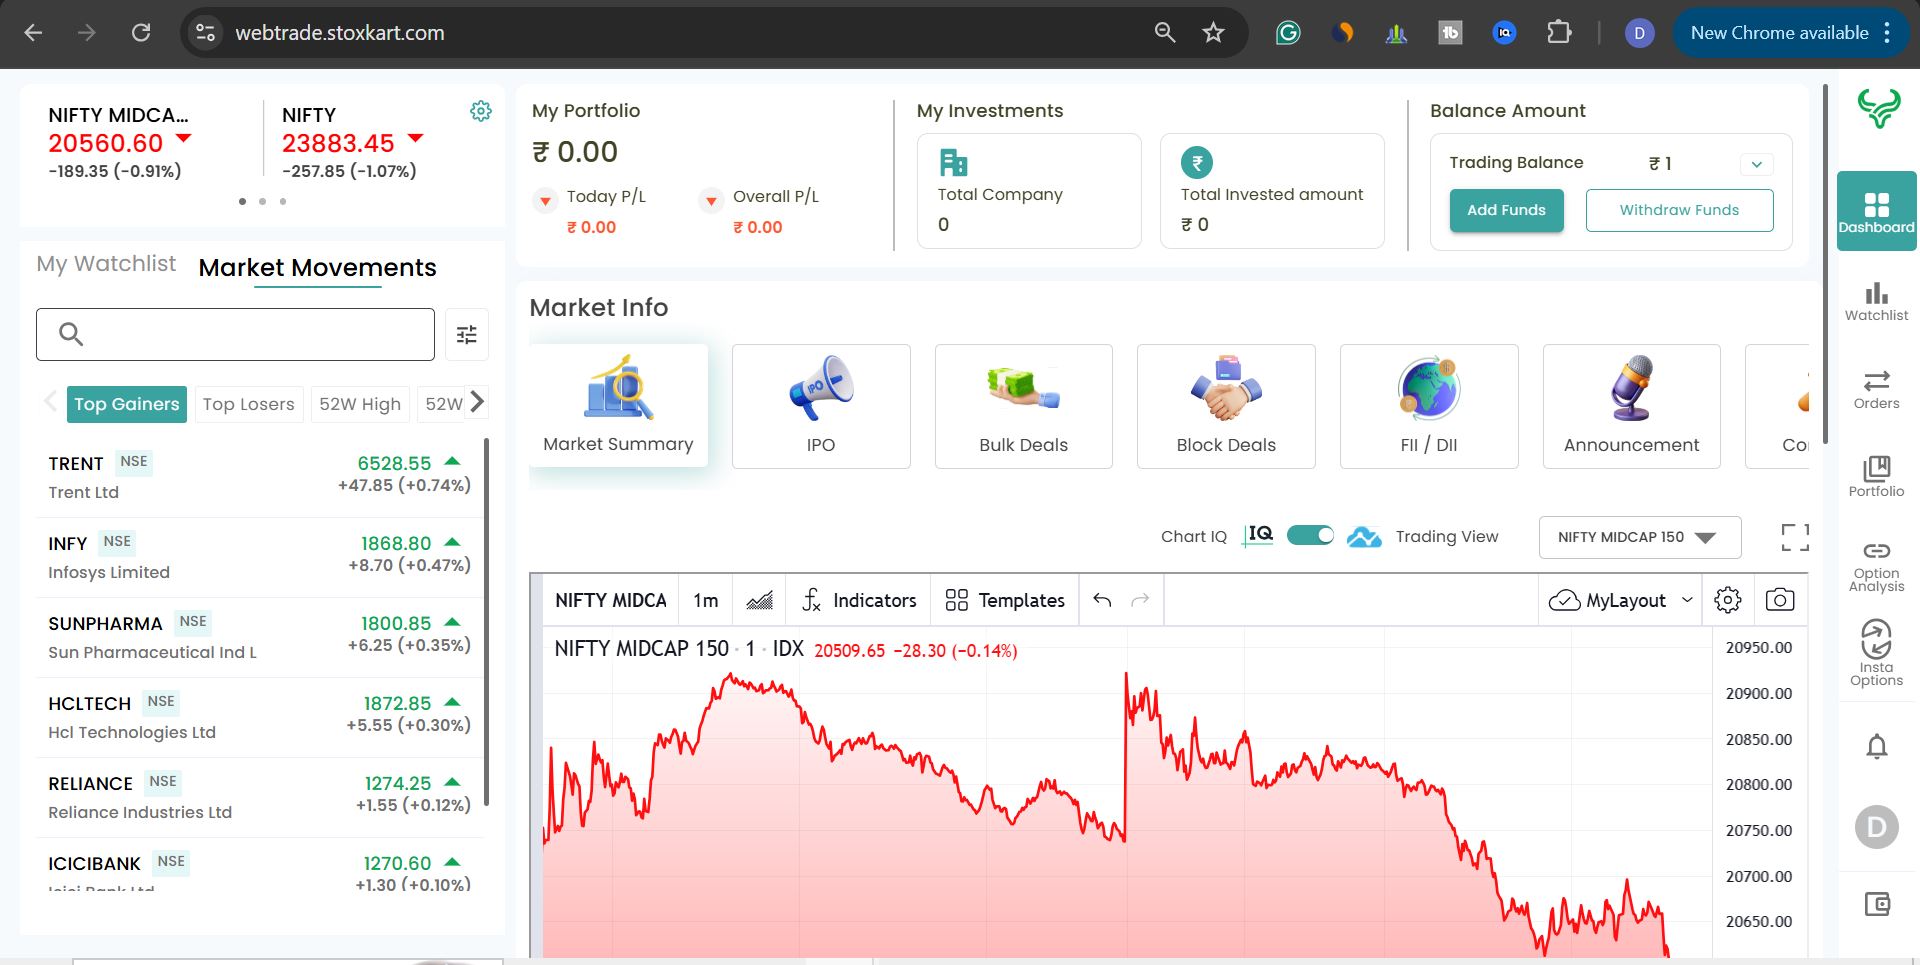 webtrade.stoxkart.com
D
New Chrome available
NIFTY MIDCA...
20560.60
-189.35 (-0.91%)
NIFTY
23883.45
-257.85 (-1.07%)
My Portfolio
₹ 0.00
Today P/L
₹ 0.00
Overall P/L
₹ 0.00
My Investments
Total Company
0
Total Invested amount
₹ 0
Balance Amount
Trading Balance
₹ 1
Add Funds
Withdraw Funds
My Watchlist
Market Movements
Top Gainers
Top Losers
52W High
52W
TRENT NSE
6528.55
Trent Ltd
+47.85 (+0.74%)
INFY NSE
1868.80
Infosys Limited
+8.70 (+0.47%)
SUNPHARMA NSE
1800.85
Sun Pharmaceutical Ind L
+6.25 (+0.35%)
HCLTECH NSE
1872.85
Hcl Technologies Ltd
+5.55 (+0.30%)
RELIANCE NSE
1274.25
Reliance Industries Ltd
+1.55 (+0.12%)
ICICIBANK NSE
1270.60
Icici Bank Ltd
+1.30 (+0.10%)
Market Info
Market Summary
IPO
IPO
Bulk Deals
Block Deals
FII / DII
Announcement
Co
Chart IQ
IQ
Trading View
NIFTY MIDCAP 150
NIFTY MIDCA
1m
Indicators
Templates
MyLayout
NIFTY MIDCAP 150 · 1 · IDX 20509.65 −28.30 (−0.14%)
20950.00
20900.00
20850.00
20800.00
20750.00
20700.00
20650.00
Dashboard
Watchlist
Orders
Portfolio
Option
Analysis
Insta
Options
D